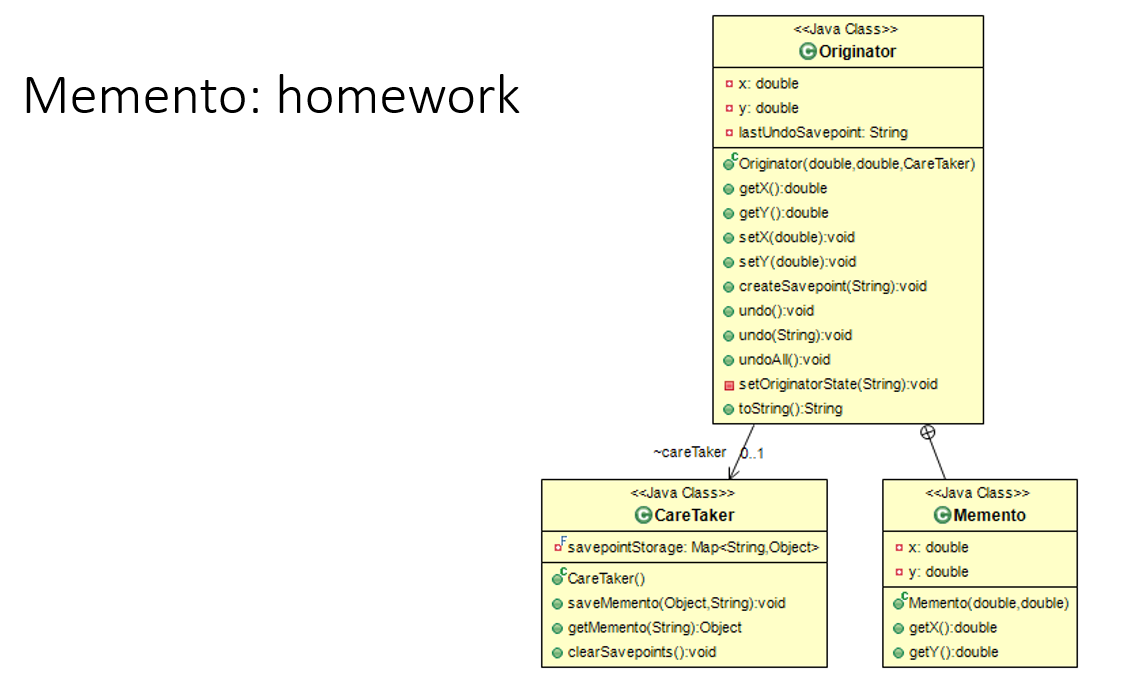 Memento: homework
<<Java Class>>
Originator
x: double
y: double
lastUndoSavepoint: String
Originator(double,double,CareTaker)
getX():double
getY():double
setX(double):void
setY(double):void
createSavepoint(String):void
undo():void
undo(String):void
undoAll():void
setOriginatorState(String):void
toString():String
~careTaker 0..1
<<Java Class>>
CareTaker
savepointStorage: Map<String,Object>
CareTaker()
saveMemento(Object,String):void
getMemento(String):Object
clearSavepoints():void
<<Java Class>>
Memento
x: double
y: double
Memento(double,double)
getX():double
getY():double